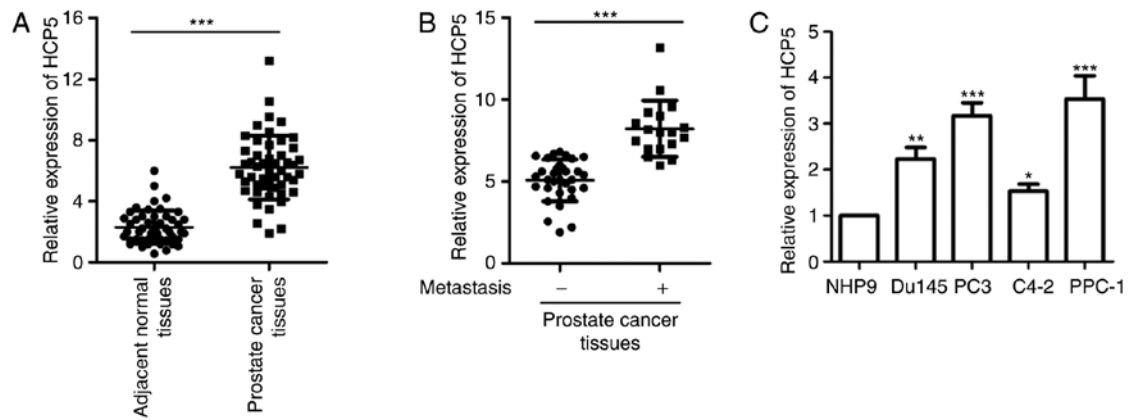 A
Relative expression of HCP5
16
12
8
4
0
***
Adjacent normal
tissues
Prostate cancer
tissues
B
Relative expression of HCP5
15
10
5
0
***
Metastasis
− +
Prostate cancer
tissues
C
Relative expression of HCP5
5
4
3
2
1
0
**
***
*
***
NHP9 Du145 PC3 C4-2 PPC-1